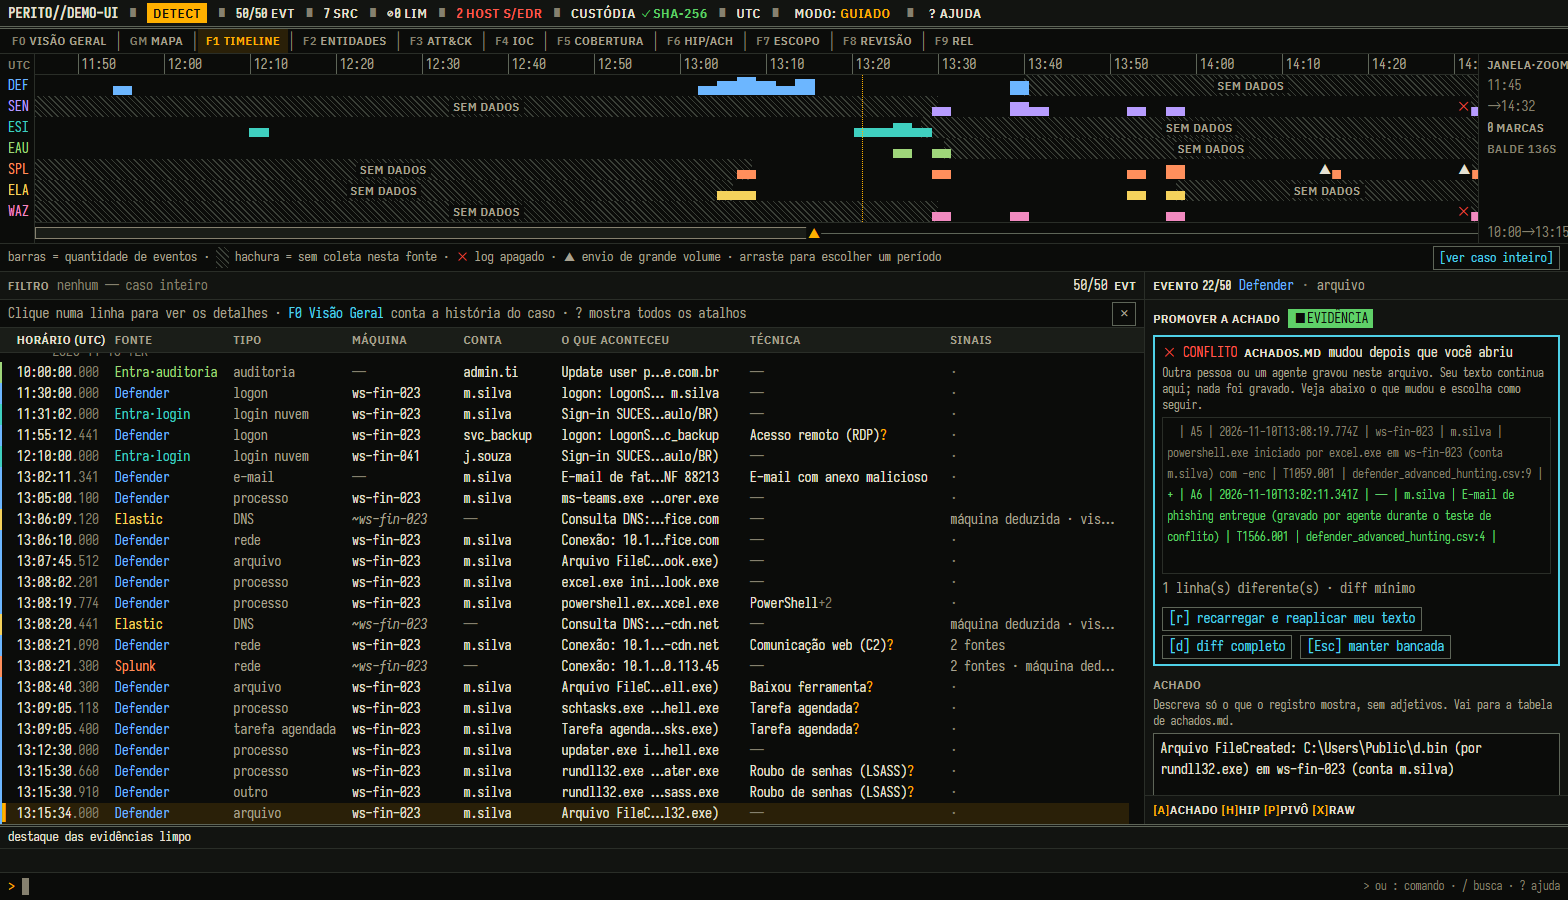 PERITO//DEMO-UI DETECT 50/50 EVT 7 SRC ⌀0 LIM 2 HOST S/EDR CUSTÓDIA ✓SHA-256 UTC MODO: GUIADO ? AJUDA
F0 VISÃO GERAL GM MAPA F1 TIMELINE F2 ENTIDADES F3 ATT&CK F4 IOC F5 COBERTURA F6 HIP/ACH F7 ESCOPO F8 REVISÃO F9 REL
UTC 11:50 12:00 12:10 12:20 12:30 12:40 12:50 13:00 13:10 13:20 13:30 13:40 13:50 14:00 14:10 14:20 14: JANELA·ZOOM
DEF SEM DADOS 11:45
SEN SEM DADOS →14:32
ESI SEM DADOS 0 MARCAS
EAU SEM DADOS BALDE 136S
SPL SEM DADOS
ELA SEM DADOS SEM DADOS
WAZ SEM DADOS
10:00→13:15
barras = quantidade de eventos · hachura = sem coleta nesta fonte · × log apagado · ▲ envio de grande volume · arraste para escolher um período [ver caso inteiro]
FILTRO nenhum — caso inteiro 50/50 EVT
Clique numa linha para ver os detalhes · F0 Visão Geral conta a história do caso · ? mostra todos os atalhos ×
HORÁRIO (UTC) FONTE TIPO MÁQUINA CONTA O QUE ACONTECEU TÉCNICA SINAIS
10:00:00.000 Entra·auditoria auditoria — admin.ti Update user p…e.com.br — ·
11:30:00.000 Defender logon ws-fin-023 m.silva logon: LogonS… m.silva — ·
11:31:02.000 Entra·login login nuvem ws-fin-023 m.silva Sign-in SUCES…aulo/BR) — ·
11:55:12.441 Defender logon ws-fin-023 svc_backup logon: LogonS…c_backup Acesso remoto (RDP)? ·
12:10:00.000 Entra·login login nuvem ws-fin-041 j.souza Sign-in SUCES…aulo/BR) — ·
13:02:11.341 Defender e-mail — m.silva E-mail de fat…NF 88213 E-mail com anexo malicioso ·
13:05:00.100 Defender processo ws-fin-023 m.silva ms-teams.exe …orer.exe — ·
13:06:09.120 Elastic DNS ~ws-fin-023 — Consulta DNS:…fice.com — máquina deduzida · vis...
13:06:10.000 Defender rede ws-fin-023 m.silva Conexão: 10.1…fice.com — ·
13:07:45.512 Defender arquivo ws-fin-023 m.silva Arquivo FileC…ook.exe) — ·
13:08:02.201 Defender processo ws-fin-023 m.silva excel.exe ini…look.exe — ·
13:08:19.774 Defender processo ws-fin-023 m.silva powershell.ex…xcel.exe PowerShell+2 ·
13:08:20.441 Elastic DNS ~ws-fin-023 — Consulta DNS:…-cdn.net — máquina deduzida · vis...
13:08:21.090 Defender rede ws-fin-023 m.silva Conexão: 10.1…-cdn.net Comunicação web (C2)? 2 fontes
13:08:21.300 Splunk rede ~ws-fin-023 — Conexão: 10.1…0.113.45 — 2 fontes · máquina ded...
13:08:40.300 Defender arquivo ws-fin-023 m.silva Arquivo FileC…ell.exe) Baixou ferramenta? ·
13:09:05.118 Defender processo ws-fin-023 m.silva schtasks.exe …hell.exe Tarefa agendada? ·
13:09:05.400 Defender tarefa agendada ws-fin-023 m.silva Tarefa agenda…sks.exe) Tarefa agendada? ·
13:12:30.000 Defender processo ws-fin-023 m.silva updater.exe i…hell.exe — ·
13:15:30.660 Defender processo ws-fin-023 m.silva rundll32.exe …ater.exe Roubo de senhas (LSASS)? ·
13:15:30.910 Defender outro ws-fin-023 m.silva rundll32.exe …sass.exe Roubo de senhas (LSASS)? ·
13:15:34.000 Defender arquivo ws-fin-023 m.silva Arquivo FileC…l32.exe) — ·
EVENTO 22/50 Defender · arquivo
PROMOVER A ACHADO ■EVIDÊNCIA
× CONFLITO ACHADOS.MD mudou depois que você abriu
Outra pessoa ou um agente gravou neste arquivo. Seu texto continua
aqui; nada foi gravado. Veja abaixo o que mudou e escolha como
seguir.
| A5 | 2026-11-10T13:08:19.774Z | ws-fin-023 | m.silva |
powershell.exe iniciado por excel.exe em ws-fin-023 (conta
m.silva) com -enc | T1059.001 | defender_advanced_hunting.csv:9 |
+ | A6 | 2026-11-10T13:02:11.341Z | — | m.silva | E-mail de
phishing entregue (gravado por agente durante o teste de
conflito) | T1566.001 | defender_advanced_hunting.csv:4 |
1 linha(s) diferente(s) · diff mínimo
[r] recarregar e reaplicar meu texto
[d] diff completo [Esc] manter bancada
ACHADO
Descreva só o que o registro mostra, sem adjetivos. Vai para a tabela
de achados.md.
Arquivo FileCreated: C:\Users\Public\d.bin (por
rundll32.exe) em ws-fin-023 (conta m.silva)
[A]ACHADO [H]HIP [P]PIVÔ [X]RAW
destaque das evidências limpo
> > ou : comando · / busca · ? ajuda